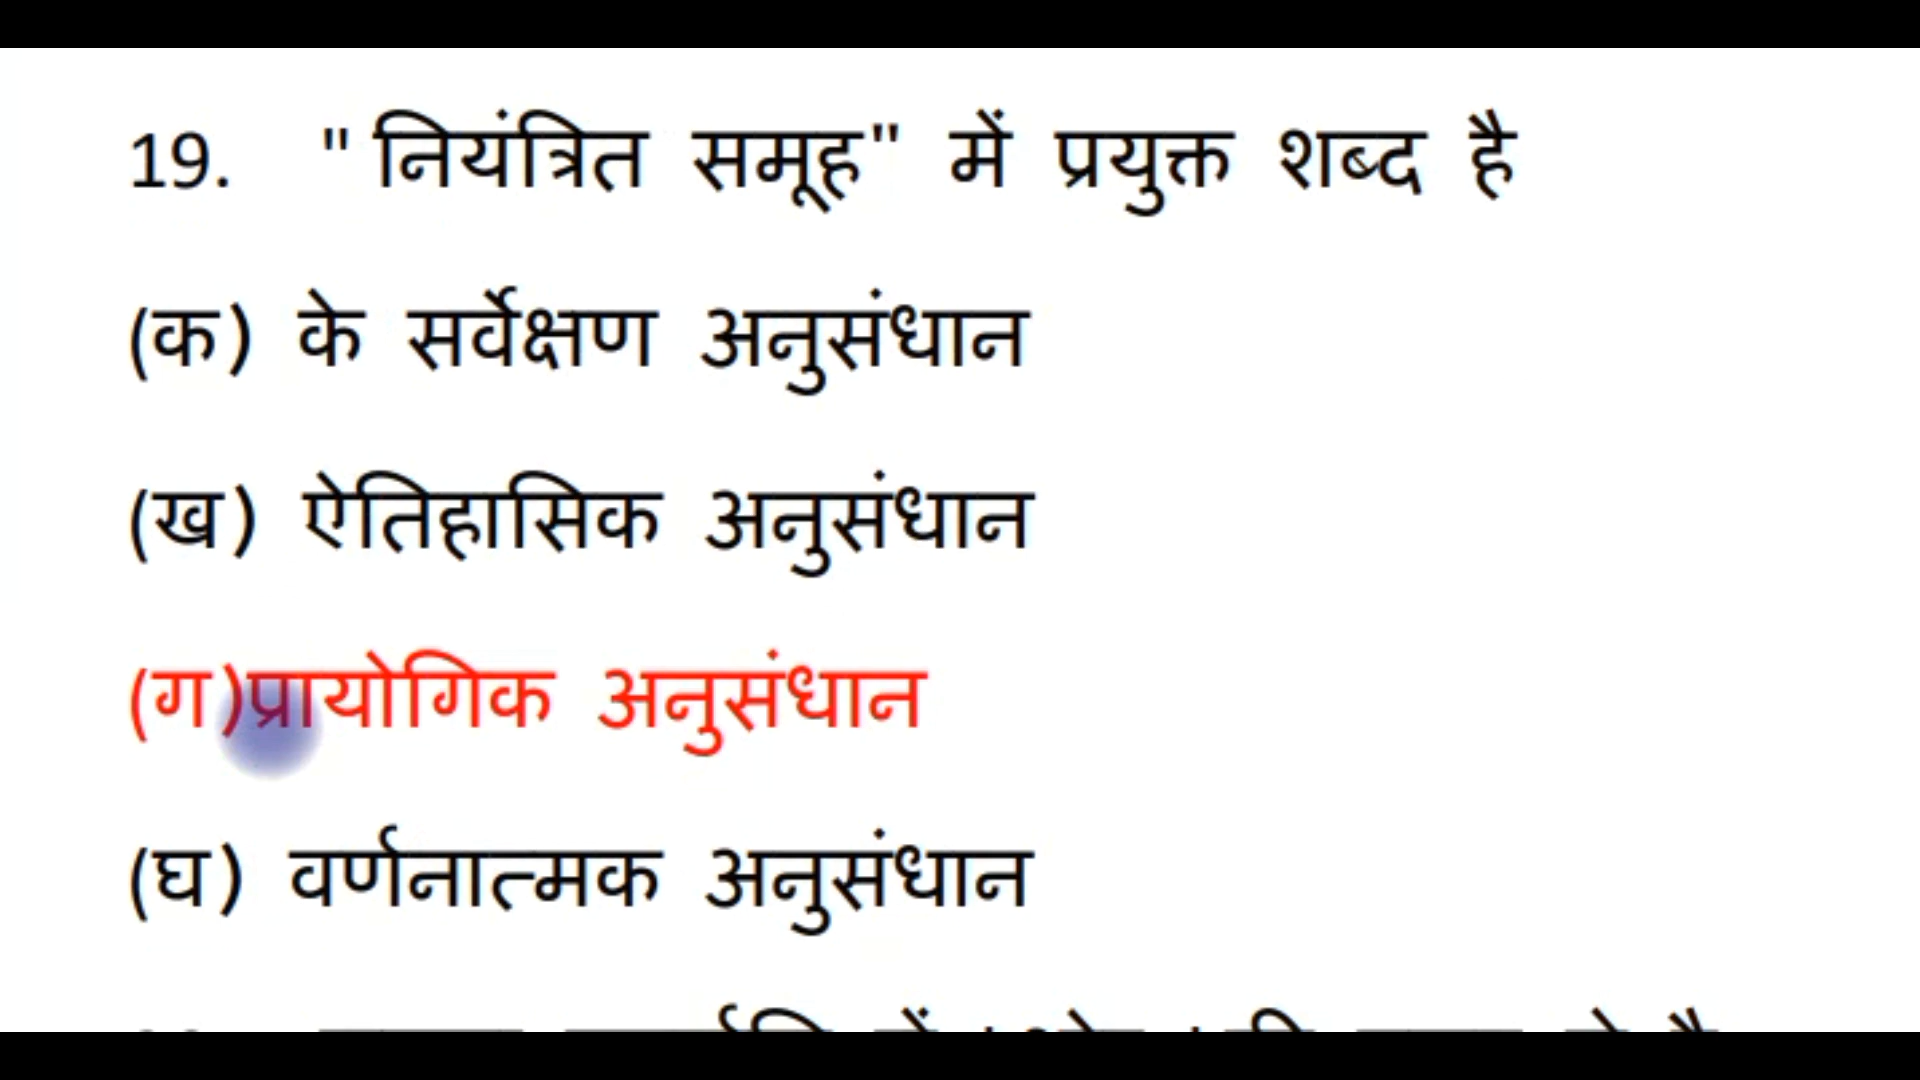 19. " नियंत्रित समूह" में प्रयुक्त शब्द है
(क) के सर्वेक्षण अनुसंधान
(ख) ऐतिहासिक अनुसंधान
(ग)प्रायोगिक अनुसंधान
(घ) वर्णनात्मक अनुसंधान